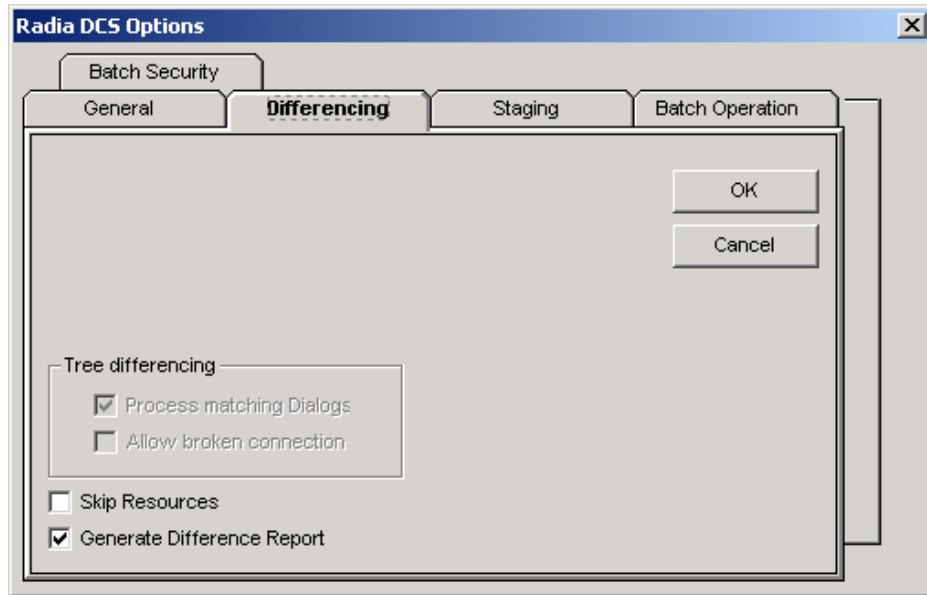 Radia DCS Options
Batch Security
General
Differencing
Staging
Batch Operation
OK
Cancel
Tree differencing
Process matching Dialogs
Allow broken connection
Skip Resources
Generate Difference Report